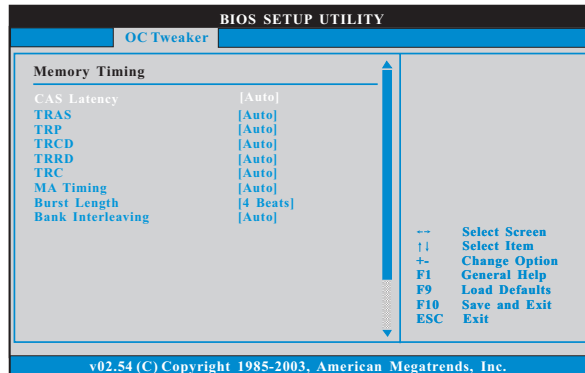 BIOS SETUP UTILITY
OC Tweaker
Memory Timing
CAS Latency [Auto]
TRAS [Auto]
TRP [Auto]
TRCD [Auto]
TRRD [Auto]
TRC [Auto]
MA Timing [Auto]
Burst Length [4 Beats]
Bank Interleaving [Auto]
←→ Select Screen
↑↓ Select Item
+- Change Option
F1 General Help
F9 Load Defaults
F10 Save and Exit
ESC Exit
v02.54 (C) Copyright 1985-2003, American Megatrends, Inc.